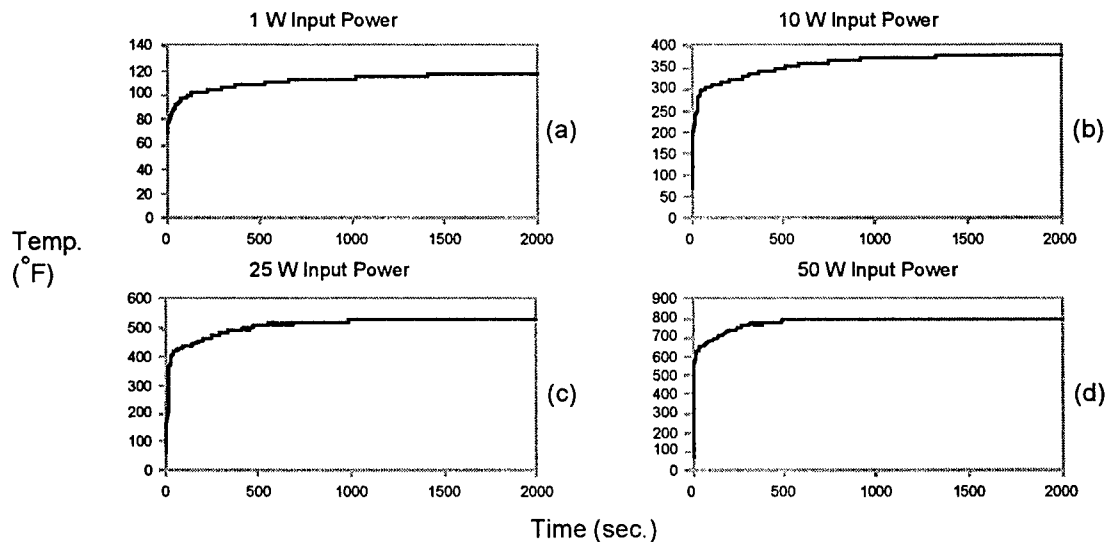 1 W Input Power
140
120
100
80
60
40
20
0
0 500 1000 1500 2000
(a)
10 W Input Power
400
350
300
250
200
150
100
50
0
0 500 1000 1500 2000
(b)
Temp.
(°F)
25 W Input Power
600
500
400
300
200
100
0
0 500 1000 1500 2000
(c)
50 W Input Power
900
800
700
600
500
400
300
200
100
0
0 500 1000 1500 2000
(d)
Time (sec.)